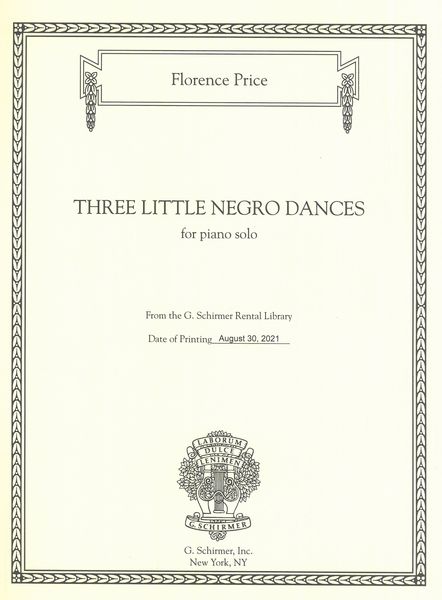 Florence Price
THREE LITTLE NEGRO DANCES
for piano solo
From the G. Schirmer Rental Library
Date of Printing August 30, 2021
LABORUM
DULCE
LENIMEN
G. SCHIRMER
G. Schirmer, Inc.
New York, NY